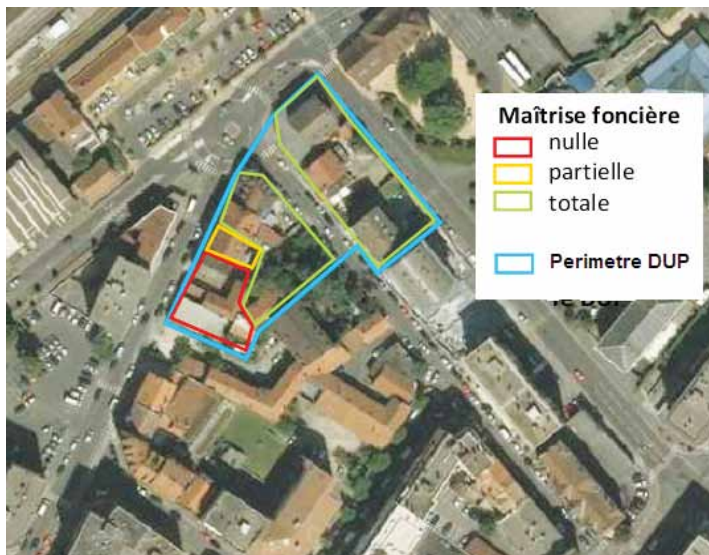 Maîtrise foncière
nulle
partielle
totale
Perimetre DUP